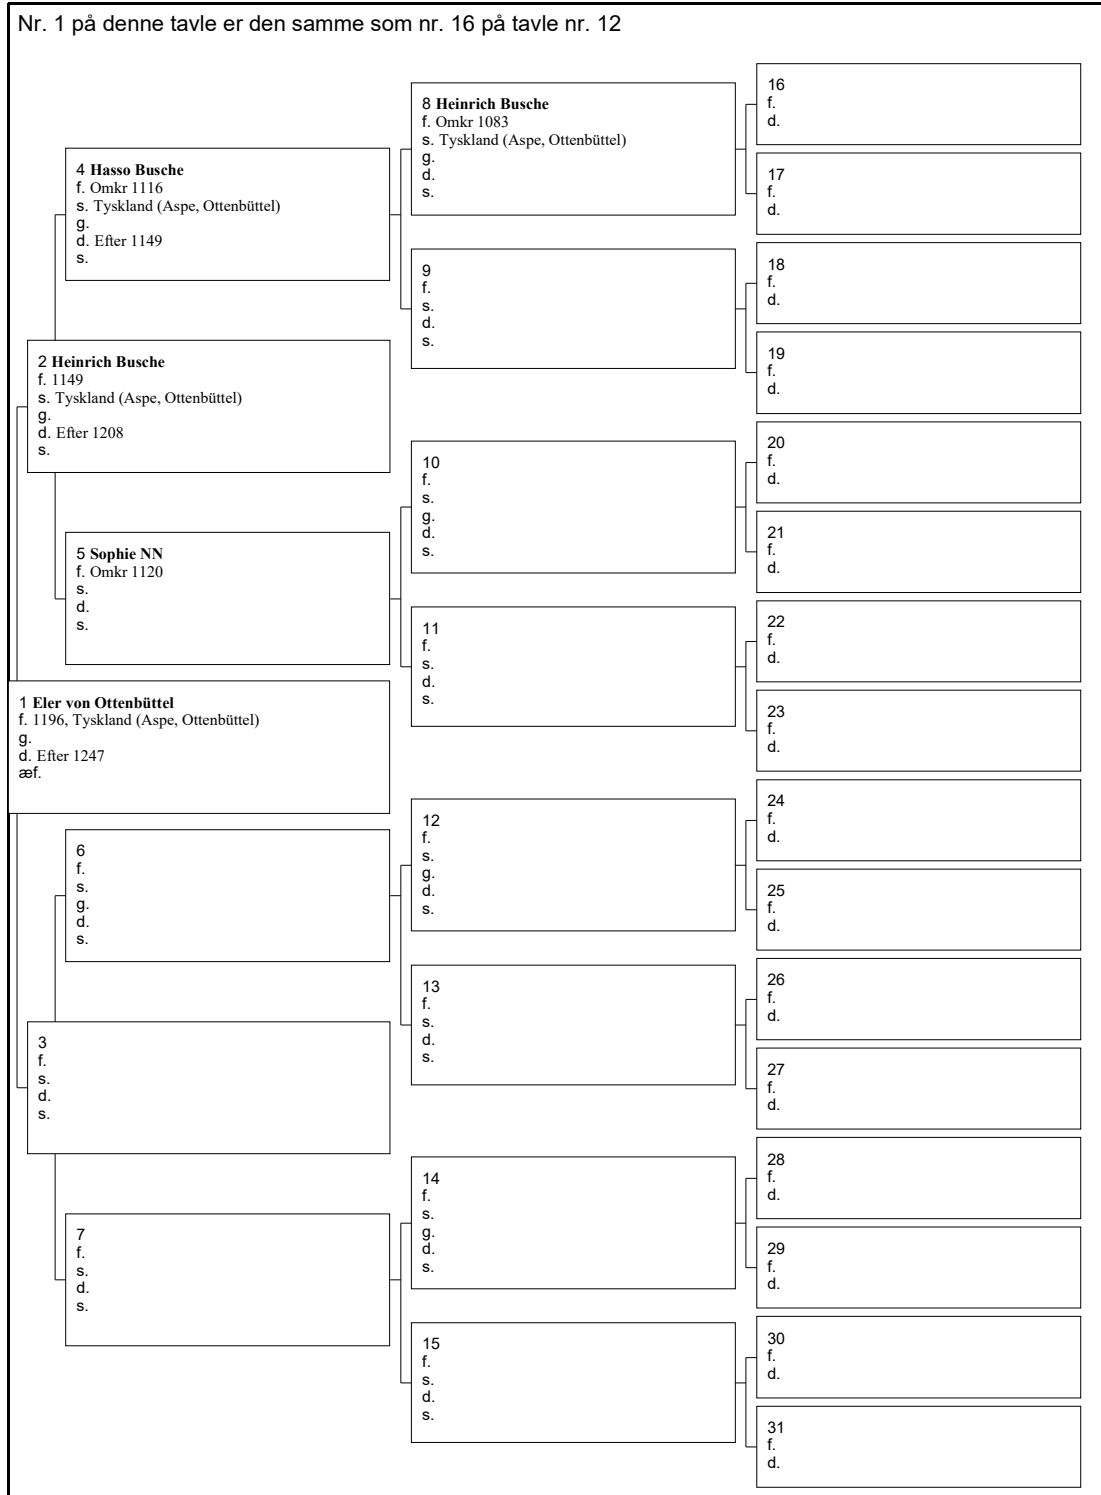 Nr. 1 på denne tavle er den samme som nr. 16 på tavle nr. 12
1 Eler von Ottenbüttel
f. 1196, Tyskland (Aspe, Ottenbüttel)
g.
d. Efter 1247
æf.
2 Heinrich Busche
f. 1149
s. Tyskland (Aspe, Ottenbüttel)
g.
d. Efter 1208
s.
3
f.
s.
d.
s.
4 Hasso Busche
f. Omkr 1116
s. Tyskland (Aspe, Ottenbüttel)
g.
d. Efter 1149
s.
5 Sophie NN
f. Omkr 1120
s.
d.
s.
6
f.
s.
g.
d.
s.
7
f.
s.
d.
s.
8 Heinrich Busche
f. Omkr 1083
s. Tyskland (Aspe, Ottenbüttel)
g.
d.
s.
9
f.
s.
d.
s.
10
f.
s.
g.
d.
s.
11
f.
s.
d.
s.
12
f.
s.
g.
d.
s.
13
f.
s.
d.
s.
14
f.
s.
g.
d.
s.
15
f.
s.
d.
s.
16
f.
d.
17
f.
d.
18
f.
d.
19
f.
d.
20
f.
d.
21
f.
d.
22
f.
d.
23
f.
d.
24
f.
d.
25
f.
d.
26
f.
d.
27
f.
d.
28
f.
d.
29
f.
d.
30
f.
d.
31
f.
d.